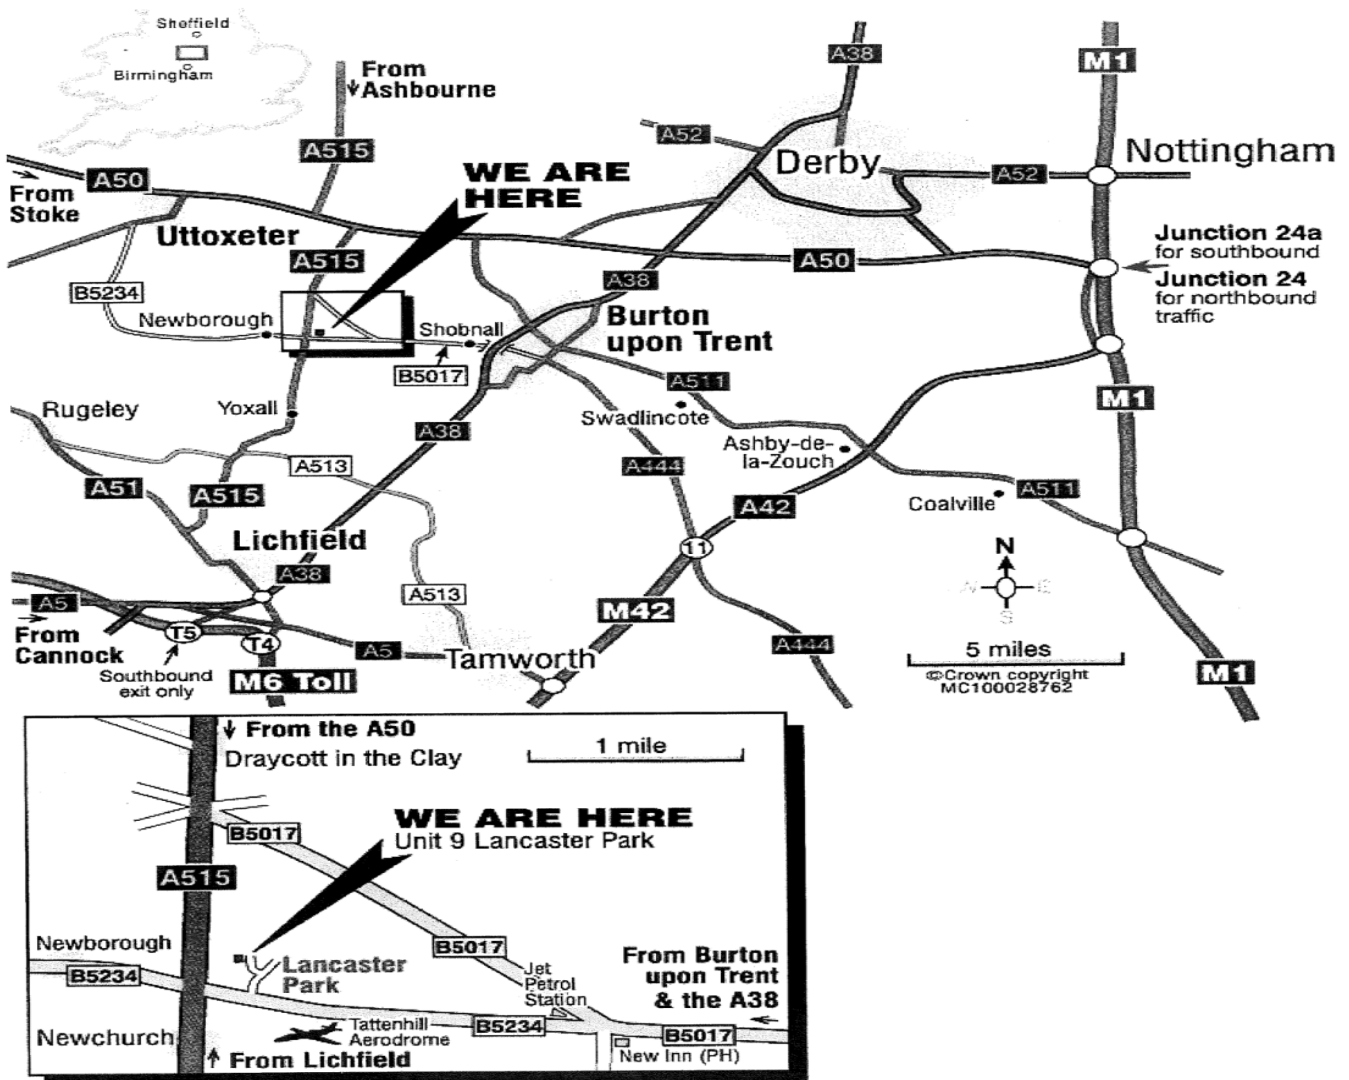 Sheffield
Birmingham
From
Ashbourne
A38
M1
A515
A52
Nottingham
Derby
A52
WE ARE
HERE
A50
From
Stoke
Uttoxeter
Junction 24a
for southbound
Junction 24
for northbound
traffic
A515
A50
A38
B5234
Newborough
Shobnall
Burton
upon Trent
B5017
A511
M1
Rugeley
Yoxall
Swadlincote
A38
Ashby-de-
la-Zouch
A513
A444
A51
A515
A42
Coalville
A511
Lichfield
11
N
W
E
S
A38
A5
A513
M42
From
Cannock
T5
T4
A5
Tamworth
A444
5 miles
Southbound
exit only
M6 Toll
©Crown copyright
MC100028762
M1
From the A50
Draycott in the Clay
1 mile
WE ARE HERE
Unit 9 Lancaster Park
B5017
A515
Newborough
B5234
Lancaster
Park
B5017
Jet
Petrol
Station
From Burton
upon Trent
& the A38
Newchurch
Tattenhill
Aerodrome
B5234
B5017
New Inn (PH)
From Lichfield